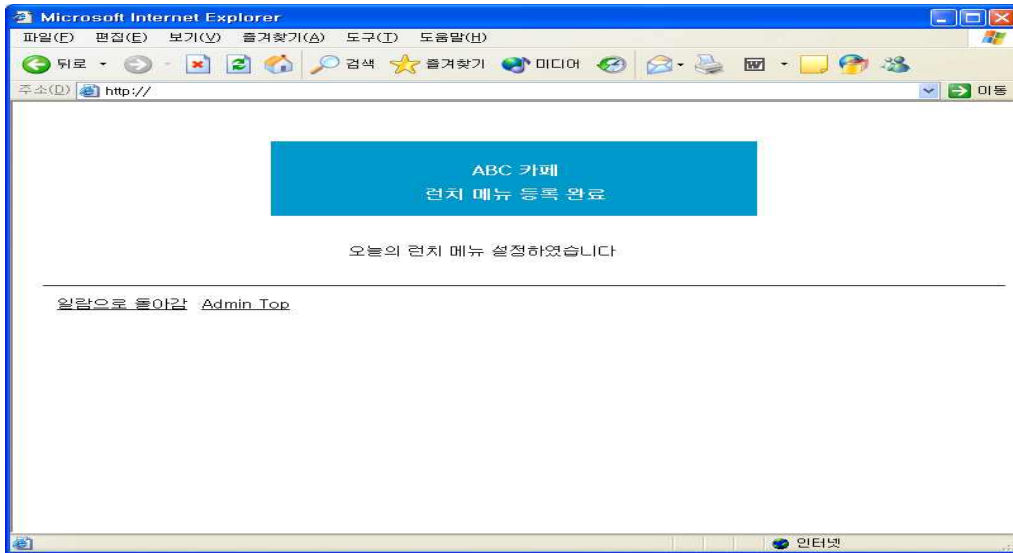 Microsoft Internet Explorer
파일(F) 편집(E) 보기(V) 즐겨찾기(A) 도구(T) 도움말(H)
뒤로 검색 즐겨찾기 미디어
주소(D) http:// 이동
ABC 카페
런치 메뉴 등록 완료
오늘의 런치 메뉴 설정하였습니다
일람으로 돌아감 Admin Top
인터넷